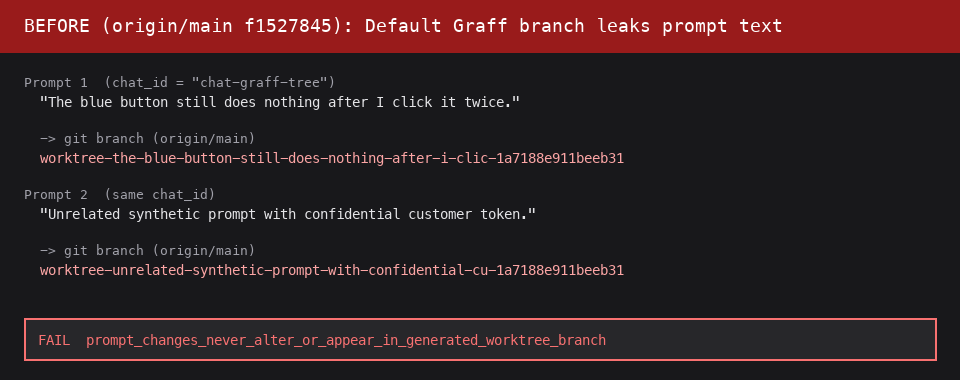 BEFORE (origin/main f1527845): Default Graff branch leaks prompt text
Prompt 1  (chat_id = "chat-graff-tree")
"The blue button still does nothing after I click it twice."
-> git branch (origin/main)
worktree-the-blue-button-still-does-nothing-after-i-clic-1a7188e911beeb31
Prompt 2  (same chat_id)
"Unrelated synthetic prompt with confidential customer token."
-> git branch (origin/main)
worktree-unrelated-synthetic-prompt-with-confidential-cu-1a7188e911beeb31
FAIL  prompt_changes_never_alter_or_appear_in_generated_worktree_branch